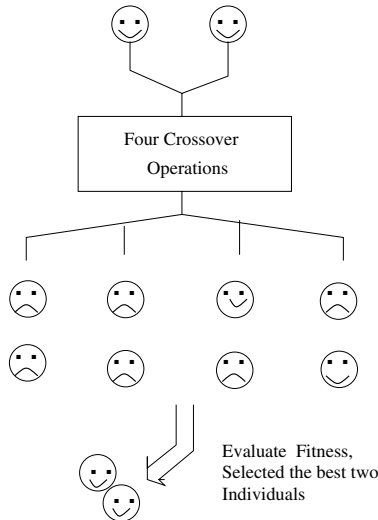 Four Crossover
Operations
Evaluate Fitness,
Selected the best two
Individuals